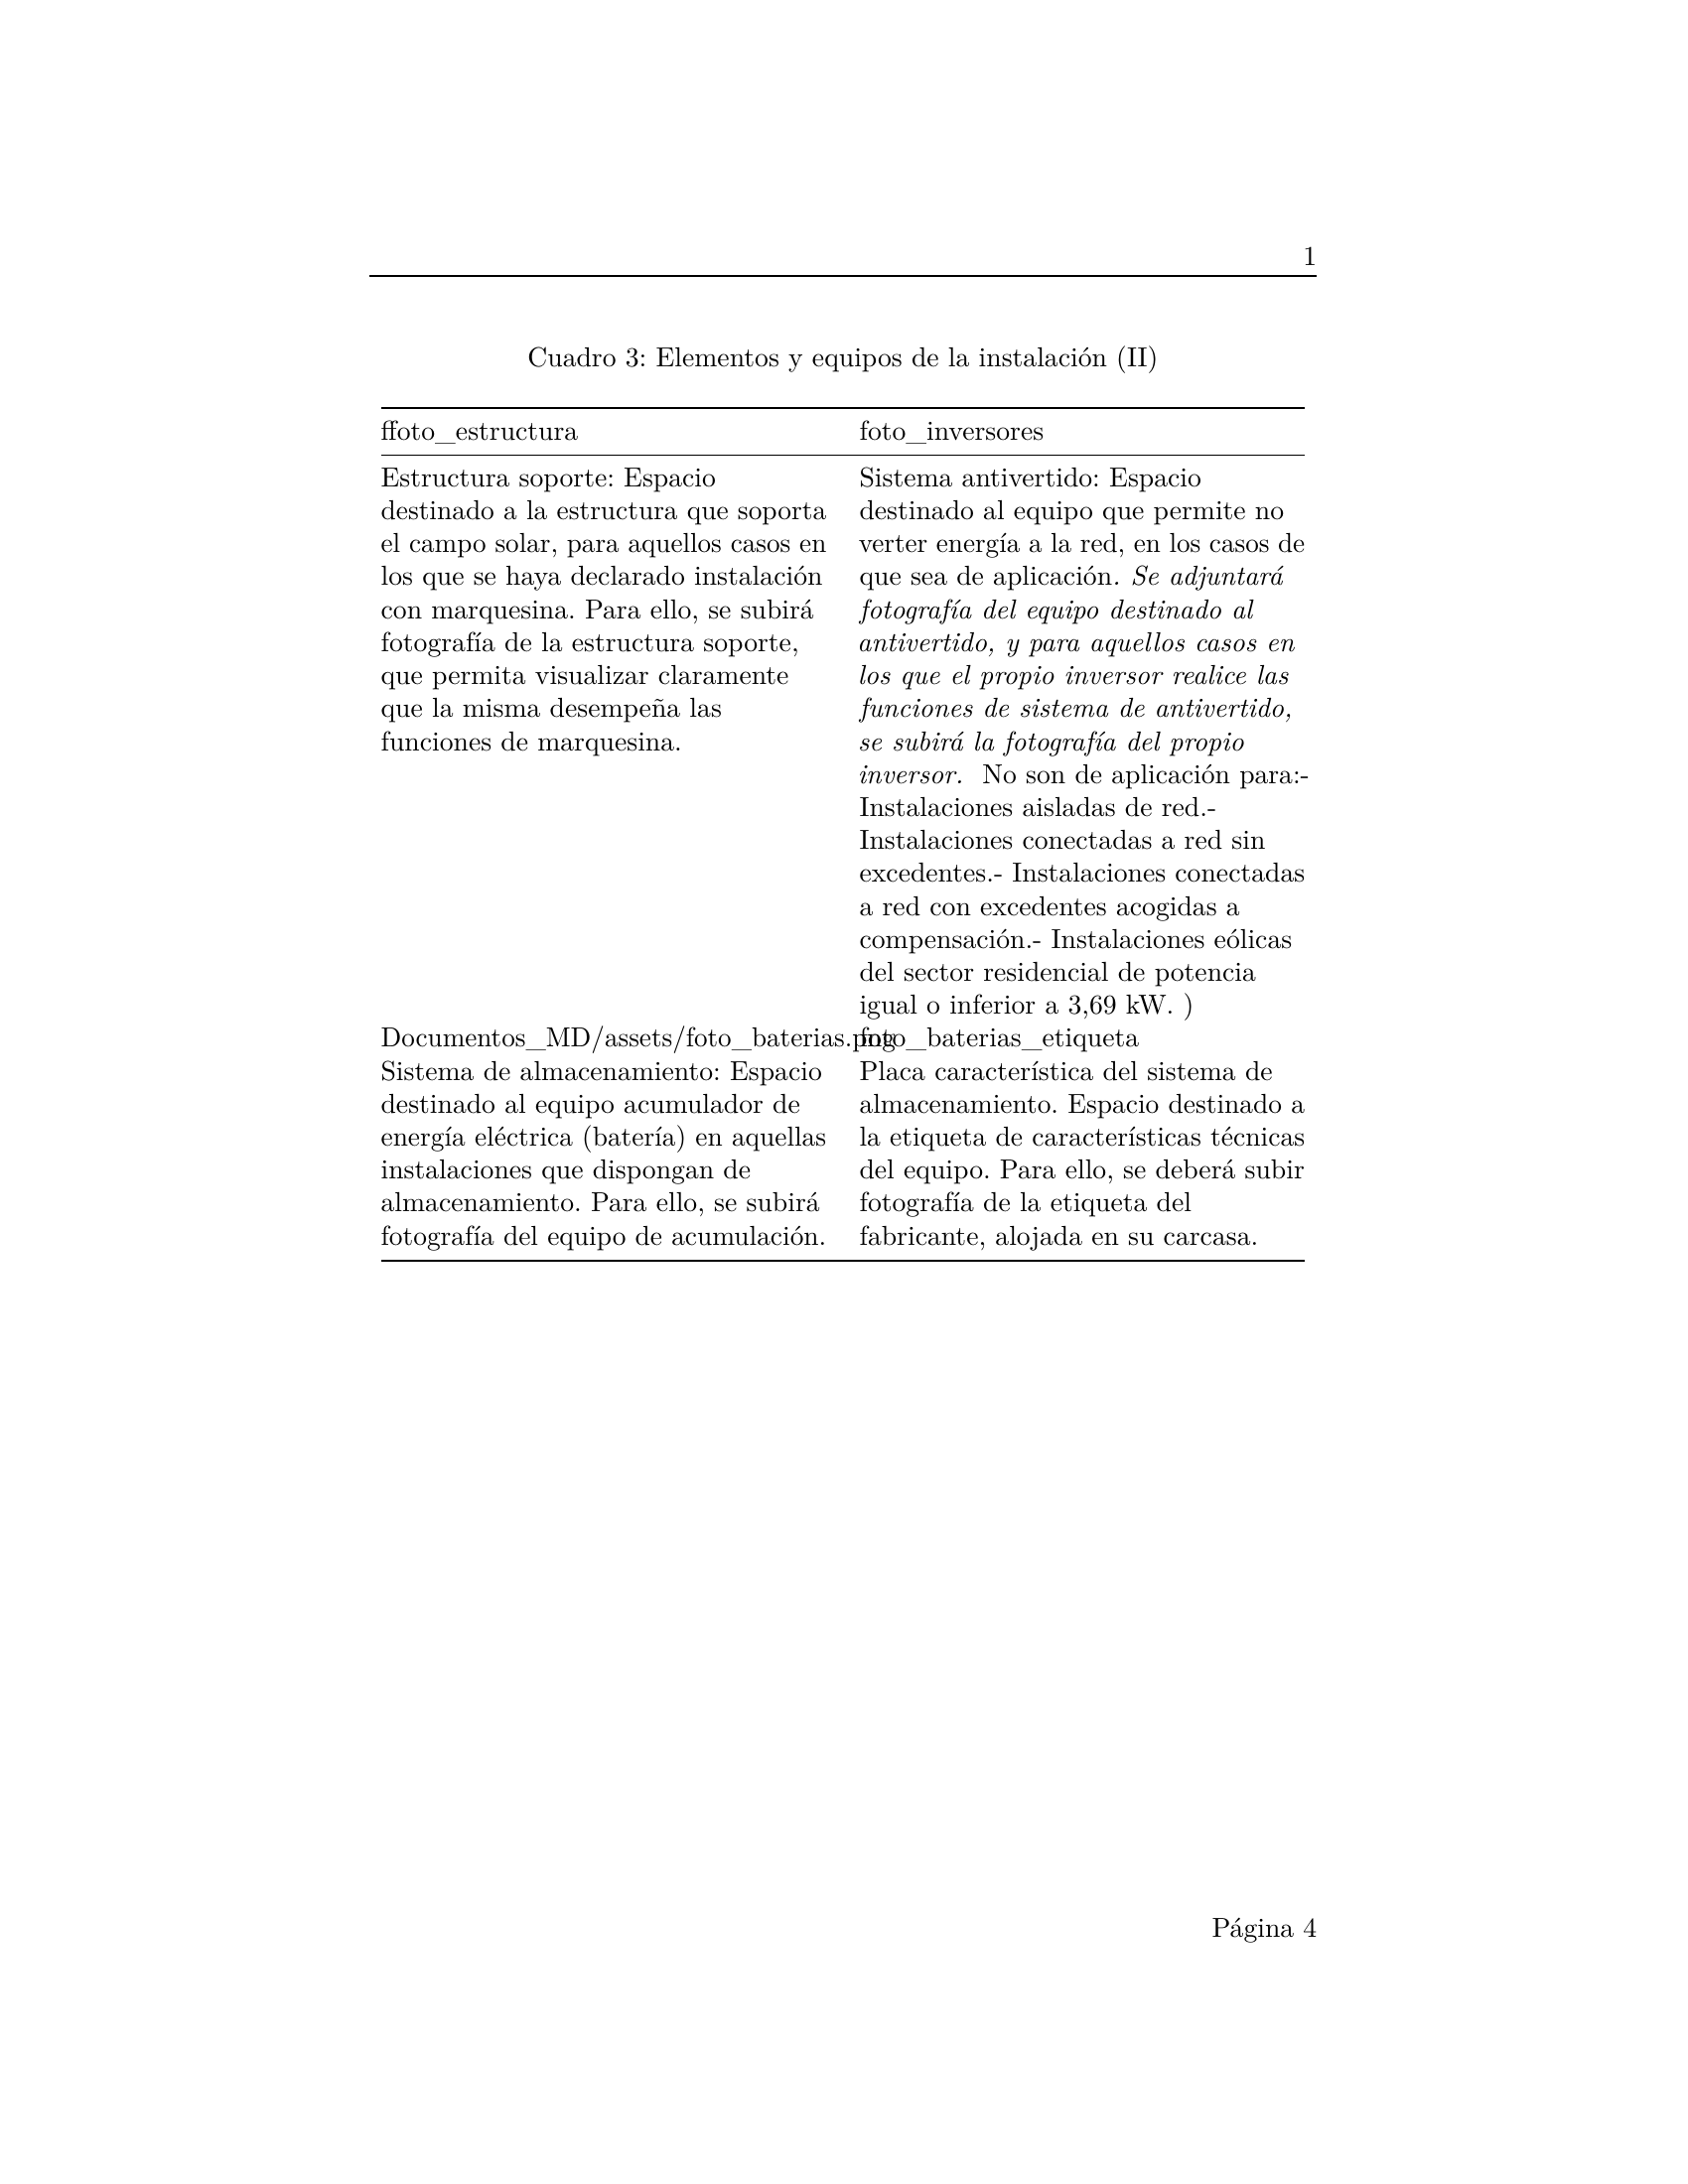 1
Cuadro 3: Elementos y equipos de la instalación (II)
ffoto_estructura
foto_inversores
Estructura soporte: Espacio
destinado a la estructura que soporta
el campo solar, para aquellos casos en
los que se haya declarado instalación
con marquesina. Para ello, se subirá
fotografía de la estructura soporte,
que permita visualizar claramente
que la misma desempeña las
funciones de marquesina.
Sistema antivertido: Espacio
destinado al equipo que permite no
verter energía a la red, en los casos de
que sea de aplicación. Se adjuntará
fotografía del equipo destinado al
antivertido, y para aquellos casos en
los que el propio inversor realice las
funciones de sistema de antivertido,
se subirá la fotografía del propio
inversor. No son de aplicación para:-
Instalaciones aisladas de red.-
Instalaciones conectadas a red sin
excedentes.- Instalaciones conectadas
a red con excedentes acogidas a
compensación.- Instalaciones eólicas
del sector residencial de potencia
igual o inferior a 3,69 kW. )
Documentos_MD/assets/foto_baterias.png
foto_baterias_etiqueta
Sistema de almacenamiento: Espacio
destinado al equipo acumulador de
energía eléctrica (batería) en aquellas
instalaciones que dispongan de
almacenamiento. Para ello, se subirá
fotografía del equipo de acumulación.
Placa característica del sistema de
almacenamiento. Espacio destinado a
la etiqueta de características técnicas
del equipo. Para ello, se deberá subir
fotografía de la etiqueta del
fabricante, alojada en su carcasa.
Página 4